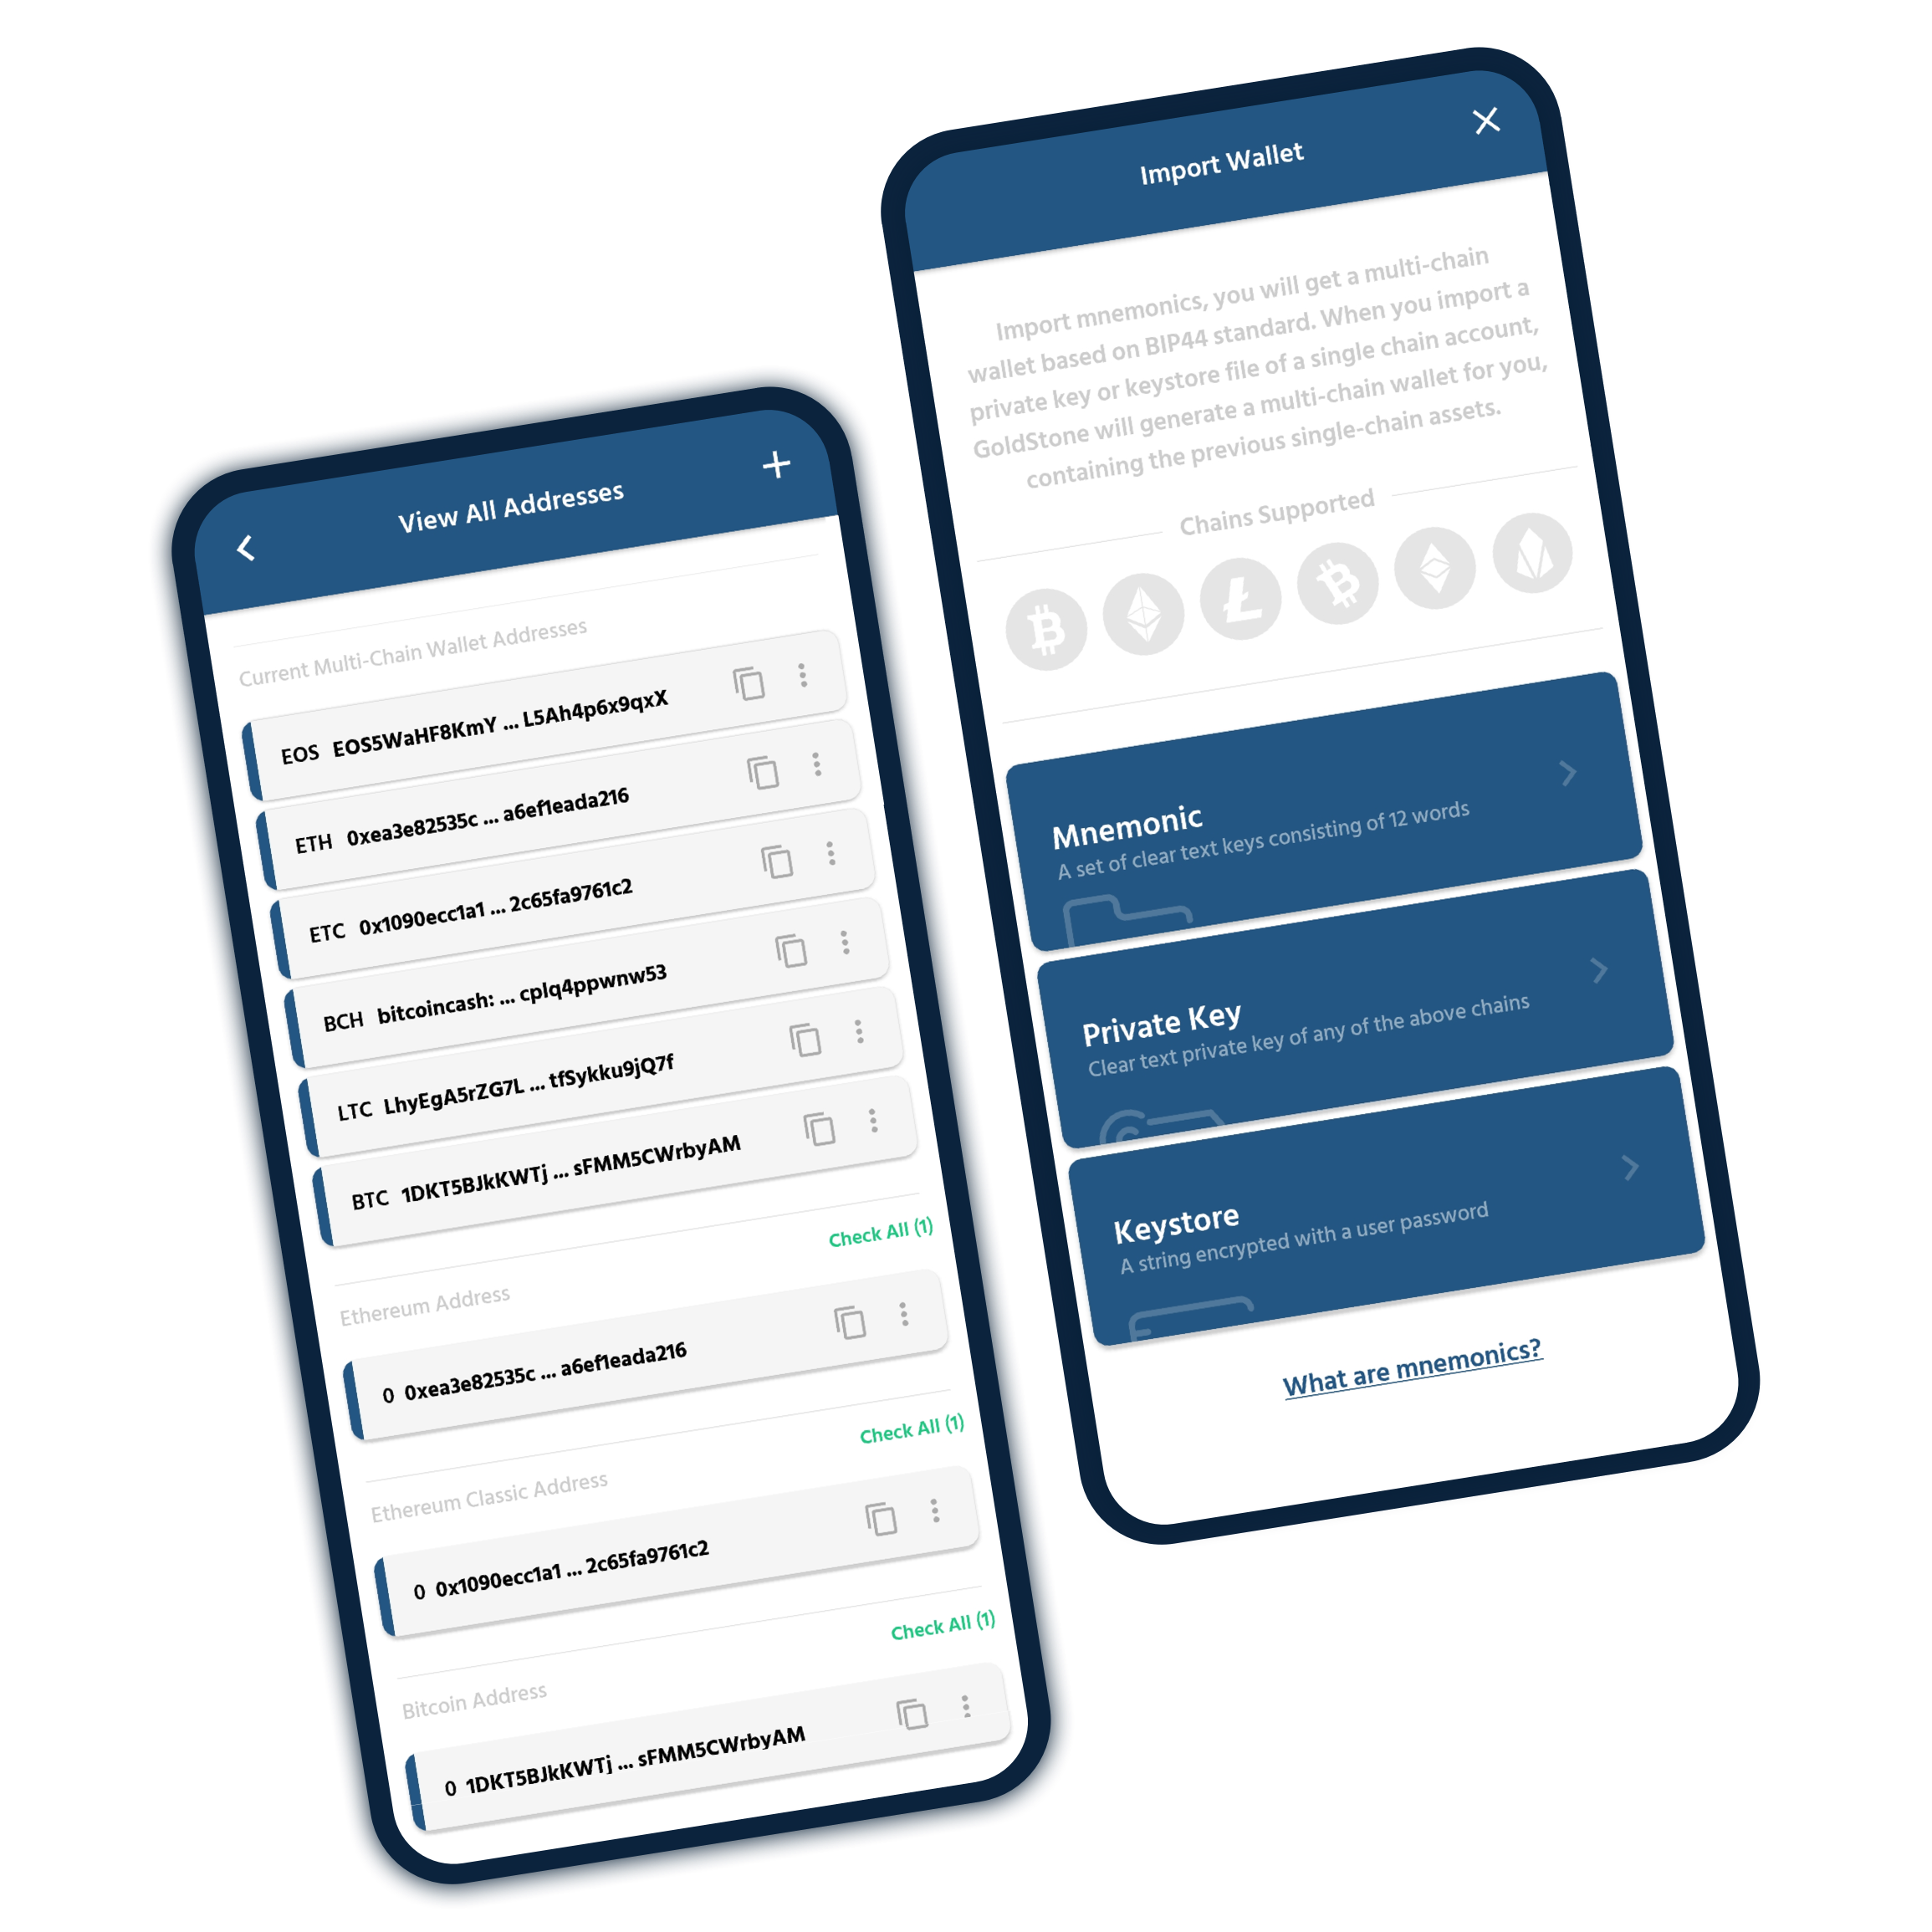 View All Addresses
Current Multi-Chain Wallet Addresses
EOS EOS5WaHF8KmY ... L5Ah4p6x9qxX
ETH 0xea3e82535c ... a6ef1eada216
ETC 0x1090ecc1a1 ... 2c65fa9761c2
BCH bitcoincash: ... cplq4ppwnw53
LTC LhyEgA5rZG7L ... tfSykku9jQ7f
BTC 1DKT5BJkKWTj ... sFMM5CWrbyAM
Check All (1)
Ethereum Address
0 0xea3e82535c ... a6ef1eada216
Check All (1)
Ethereum Classic Address
0 0x1090ecc1a1 ... 2c65fa9761c2
Check All (1)
Bitcoin Address
0 1DKT5BJkKWTj ... sFMM5CWrbyAM
Import Wallet
Import mnemonics, you will get a multi-chain
wallet based on BIP44 standard. When you import a
private key or keystore file of a single chain account,
GoldStone will generate a multi-chain wallet for you,
containing the previous single-chain assets.
Chains Supported
Mnemonic
A set of clear text keys consisting of 12 words
Private Key
Clear text private key of any of the above chains
Keystore
A string encrypted with a user password
What are mnemonics?